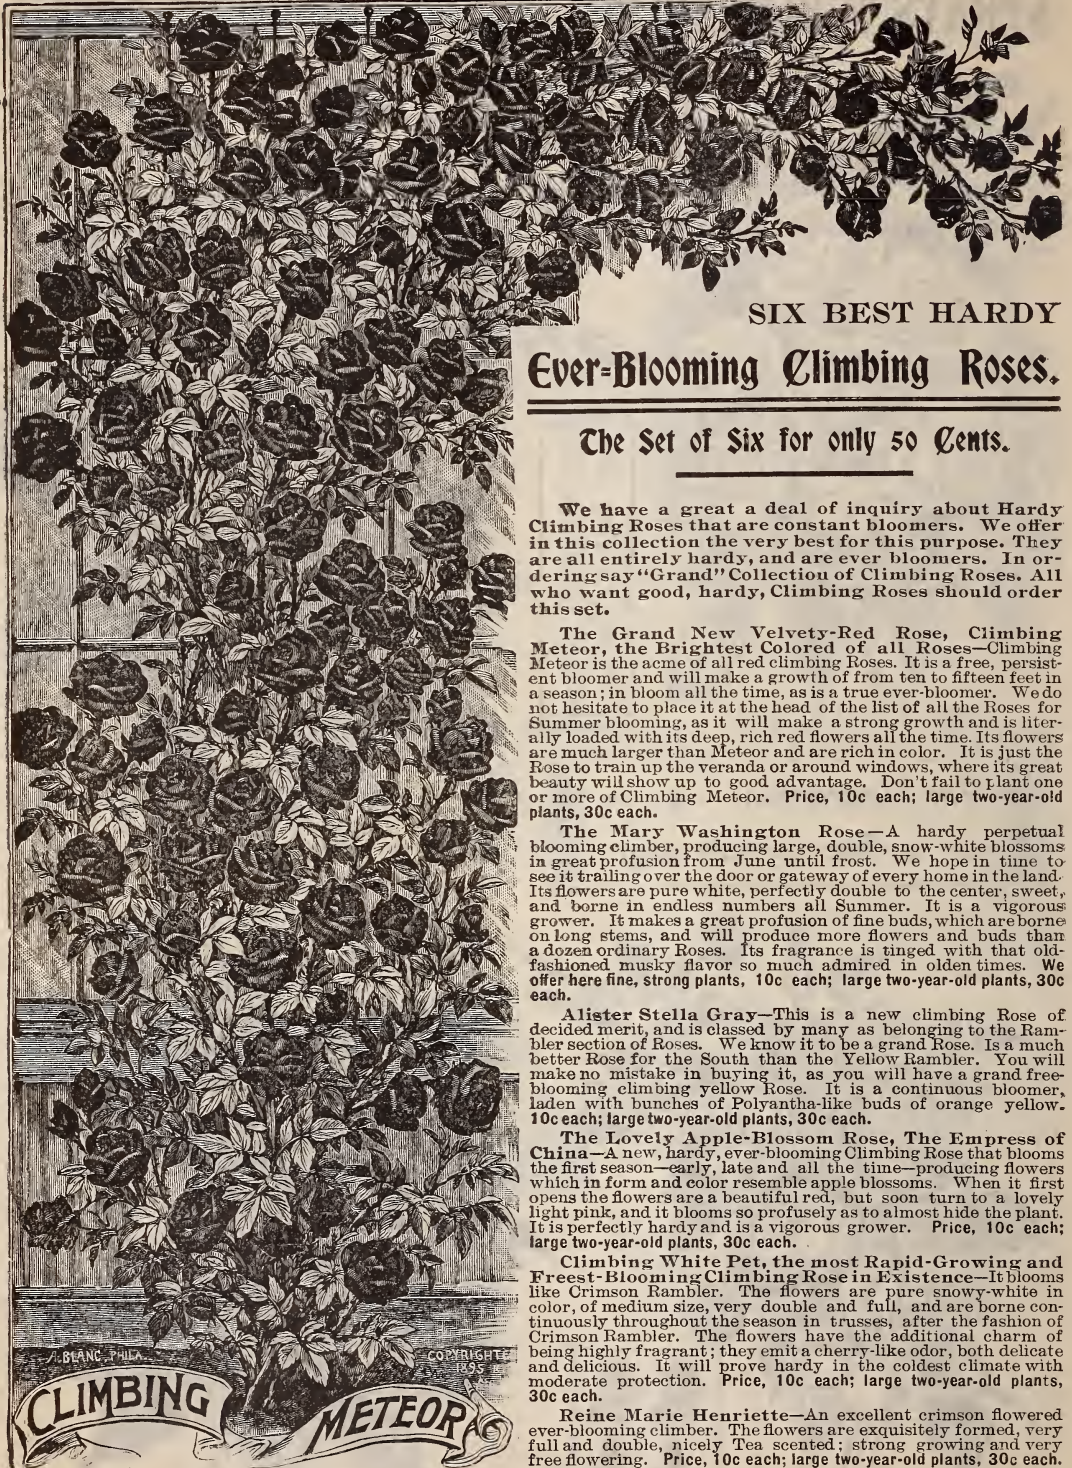 SIX BEST HARDY
Ever-Blooming Climbing Roses.
The Set of Six for only 50 Cents.
We have a great a deal of inquiry about Hardy
Climbing Roses that are constant bloomers. We offer
in this collection the very best for this purpose. They
are all entirely hardy, and are ever bloomers. In or-
dering say "Grand" Collection of Climbing Roses. All
who want good, hardy, Climbing Roses should order
this set.
The Grand New Velvety-Red Rose, Climbing
Meteor, the Brightest Colored of all Roses—Climbing
Meteor is the acme of all red climbing Roses. It is a free, persist-
ent bloomer and will make a growth of from ten to fifteen feet in
a season; in bloom all the time, as is a true ever-bloomer. We do
not hesitate to place it at the head of the list of all the Roses for
Summer blooming, as it will make a strong growth and is liter-
ally loaded with its deep, rich red flowers all the time. Its flowers
are much larger than Meteor and are rich in color. It is just the
Rose to train up the veranda or around windows, where its great
beauty will show up to good advantage. Don't fail to plant one
or more of Climbing Meteor. Price, 10c each; large two-year-old
plants, 30c each.
The Mary Washington Rose—A hardy perpetual
blooming climber, producing large, double, snow-white blossoms
in great profusion from June until frost. We hope in time to
see it trailing over the door or gateway of every home in the land.
Its flowers are pure white, perfectly double to the center, sweet,
and borne in endless numbers all Summer. It is a vigorous
grower. It makes a great profusion of fine buds, which are borne
on long stems, and will produce more flowers and buds than
a dozen ordinary Roses. Its fragrance is tinged with that old-
fashioned musky flavor so much admired in olden times. We
offer here fine, strong plants, 10c each; large two-year-old plants, 30c
each.
Alister Stella Gray—This is a new climbing Rose of
decided merit, and is classed by many as belonging to the Ram-
bler section of Roses. We know it to be a grand Rose. Is a much
better Rose for the South than the Yellow Rambler. You will
make no mistake in buying it, as you will have a grand free-
blooming climbing yellow Rose. It is a continuous bloomer,
laden with bunches of Polyantha-like buds of orange yellow.
10c each; large two-year-old plants, 30c each.
The Lovely Apple-Blossom Rose, The Empress of
China—A new, hardy, ever-blooming Climbing Rose that blooms
the first season—early, late and all the time—producing flowers
which in form and color resemble apple blossoms. When it first
opens the flowers are a beautiful red, but soon turn to a lovely
light pink, and it blooms so profusely as to almost hide the plant.
It is perfectly hardy and is a vigorous grower. Price, 10c each;
large two-year-old plants, 30c each.
Climbing White Pet, the most Rapid-Growing and
Freest-Blooming Climbing Rose in Existence—It blooms
like Crimson Rambler. The flowers are pure snowy-white in
color, of medium size, very double and full, and are borne con-
tinuously throughout the season in trusses, after the fashion of
Crimson Rambler. The flowers have the additional charm of
being highly fragrant; they emit a cherry-like odor, both delicate
and delicious. It will prove hardy in the coldest climate with
moderate protection. Price, 10c each; large two-year-old plants,
30c each.
Reine Marie Henriette—An excellent crimson flowered
ever-blooming climber. The flowers are exquisitely formed, very
full and double, nicely Tea scented; strong growing and very
free flowering. Price, 10c each; large two-year-old plants, 30c each.
A. BLANC PHILA.
COPYRIGHT
1895
CLIMBING
METEOR